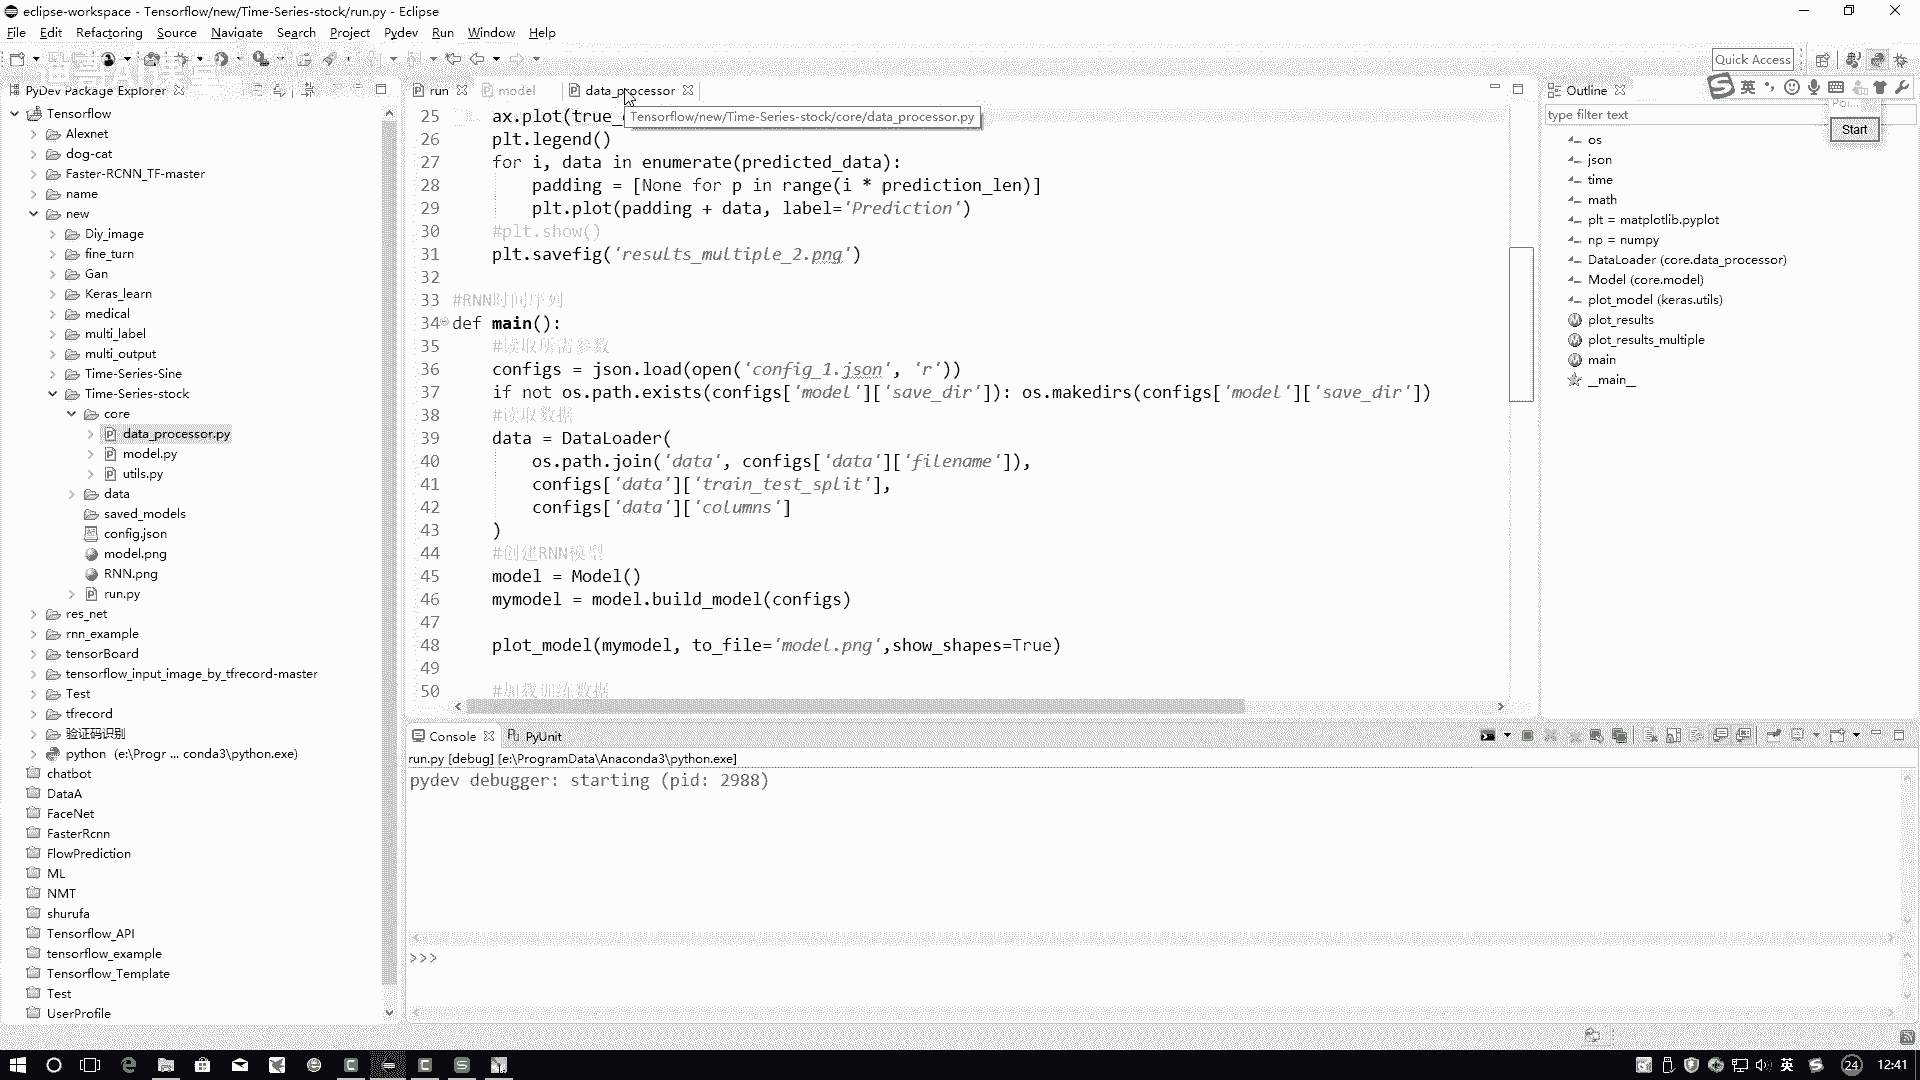 eclipse-workspace - Tensorflow/new/Time-Series-stock/run.py - Eclipse
File Edit Refactoring Source Navigate Search Project Pydev Run Window Help
Quick Access
PyDev Package Explorer
Tensorflow
Alexnet
dog-cat
Faster-RCNN_TF-master
name
new
Diy_image
fine_turn
Gan
Keras_learn
medical
multi_label
multi_output
Time-Series-Sine
Time-Series-stock
core
data_processor.py
model.py
utils.py
data
saved_models
config.json
model.png
RNN.png
run.py
res_net
rnn_example
tensorBoard
tensorflow_input_image_by_tfrecord-master
Test
tfrecord
验证码识别
python (e:\Progr ... conda3\python.exe)
chatbot
DataA
FaceNet
FasterRcnn
FlowPrediction
ML
NMT
shurufa
Tensorflow_API
tensorflow_example
Tensorflow_Template
Test
UserProfile
run model data_processor
Tensorflow/new/Time-Series-stock/core/data_processor.py
25 ax.plot(true_
26 plt.legend()
27 for i, data in enumerate(predicted_data):
28 padding = [None for p in range(i * prediction_len)]
29 plt.plot(padding + data, label='Prediction')
30 #plt.show()
31 plt.savefig('results_multiple_2.png')
32
33 #RNN时间序列
34 def main():
35 #读取所需参数
36 configs = json.load(open('config_1.json', 'r'))
37 if not os.path.exists(configs['model']['save_dir']): os.makedirs(configs['model']['save_dir'])
38 #读取数据
39 data = DataLoader(
40 os.path.join('data', configs['data']['filename']),
41 configs['data']['train_test_split'],
42 configs['data']['columns']
43 )
44 #创建RNN模型
45 model = Model()
46 mymodel = model.build_model(configs)
47
48 plot_model(mymodel, to_file='model.png',show_shapes=True)
49
50 #加载训练数据
Console PyUnit
run.py [debug] [e:\ProgramData\Anaconda3\python.exe]
pydev debugger: starting (pid: 2988)
>>>
Outline
type filter text
Start
os
json
time
math
plt = matplotlib.pyplot
np = numpy
DataLoader (core.data_processor)
Model (core.model)
plot_model (keras.utils)
plot_results
plot_results_multiple
main
__main__
英
英
24
12:41